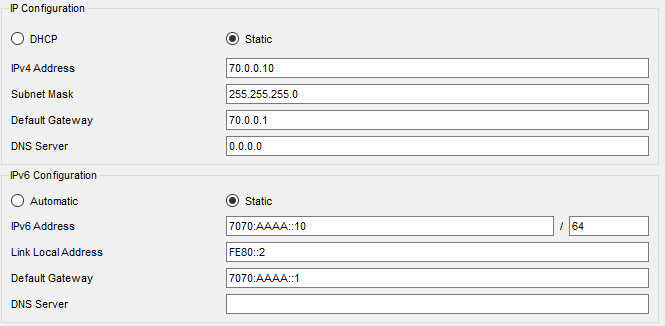 IP Configuration
DHCP Static
IPv4 Address 70.0.0.10
Subnet Mask 255.255.255.0
Default Gateway 70.0.0.1
DNS Server 0.0.0.0
IPv6 Configuration
Automatic Static
IPv6 Address 7070:AAAA::10 / 64
Link Local Address FE80::2
Default Gateway 7070:AAAA::1
DNS Server